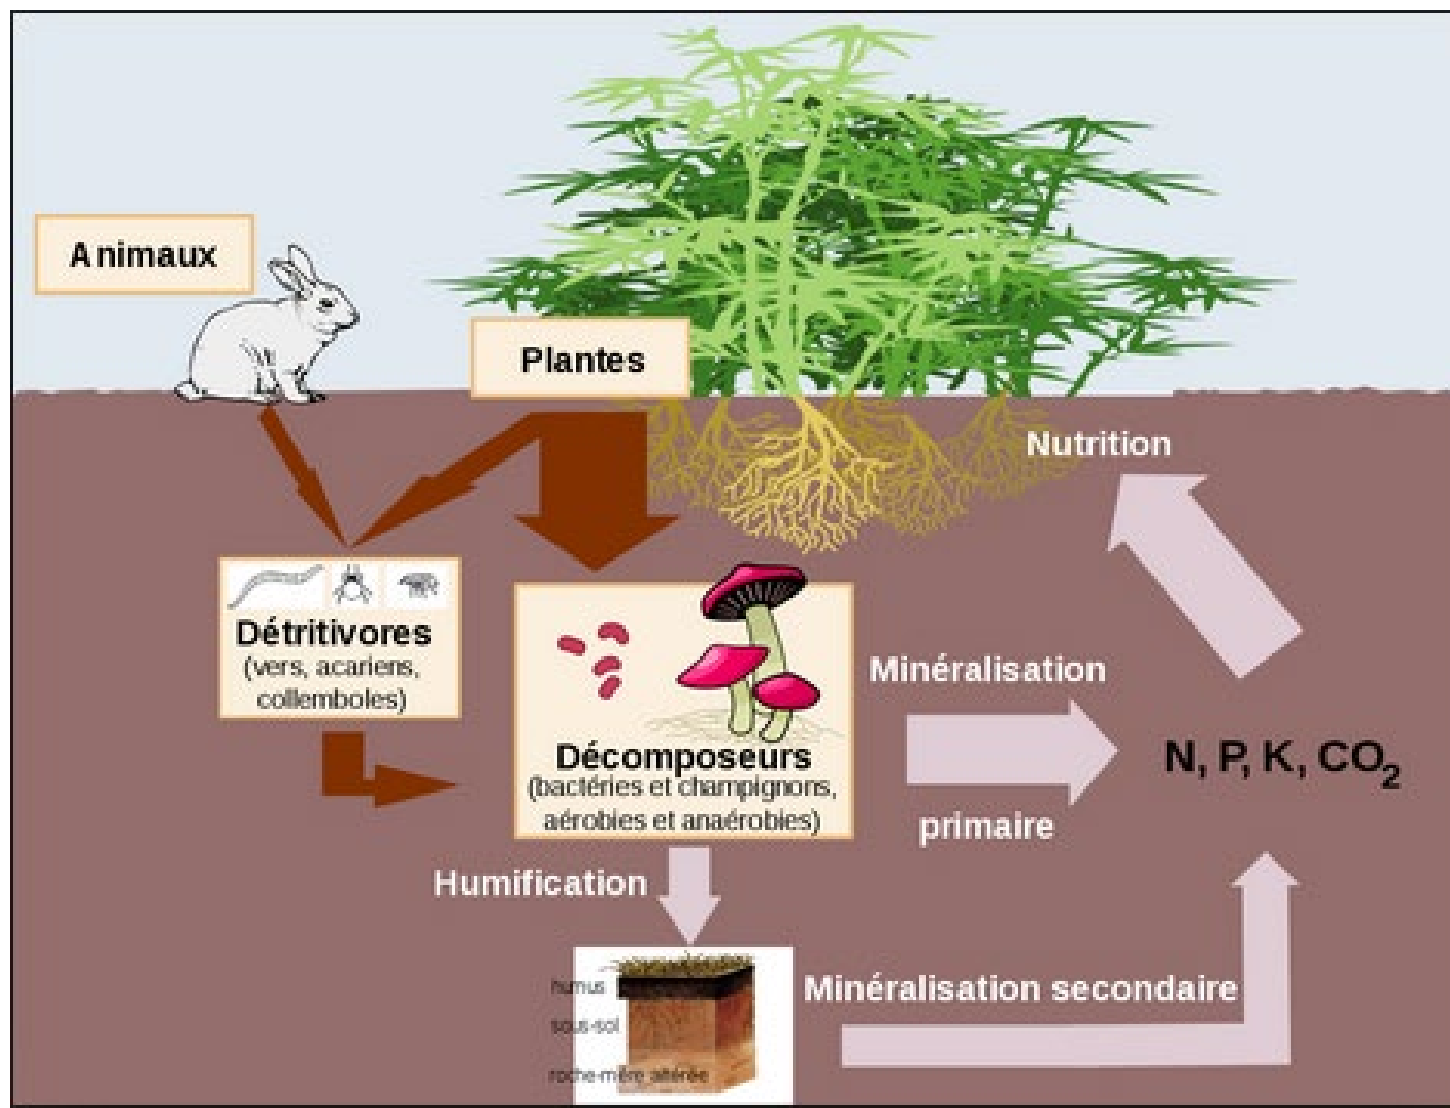 Animaux
Plantes
Nutrition
Détritivores
(vers, acariens,
collemboles)
Minéralisation
primaire
N, P, K, CO₂
Décomposeurs
(bactéries et champignons,
aérobies et anaérobies)
Humification
humus
sous-sol
roche-mère altérée
Minéralisation secondaire